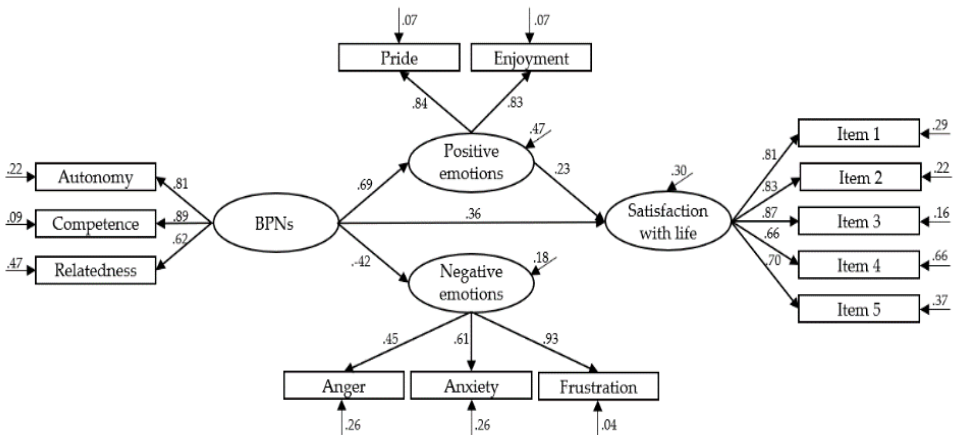 .07
.07
Pride
Enjoyment
.84
.83
Positive
emotions
.47
.29
Item 1
.81
.22
Autonomy
.81
.69
.23
.30
.83
Item 2
.22
.09
Competence
.89
BPNs
.36
Satisfaction
with life
.87
Item 3
.16
.62
.66
.47
Relatedness
.-42
Negative
emotions
.18
.70
Item 4
.66
Item 5
.37
.45
.61
.93
Anger
Anxiety
Frustration
.26
.26
.04